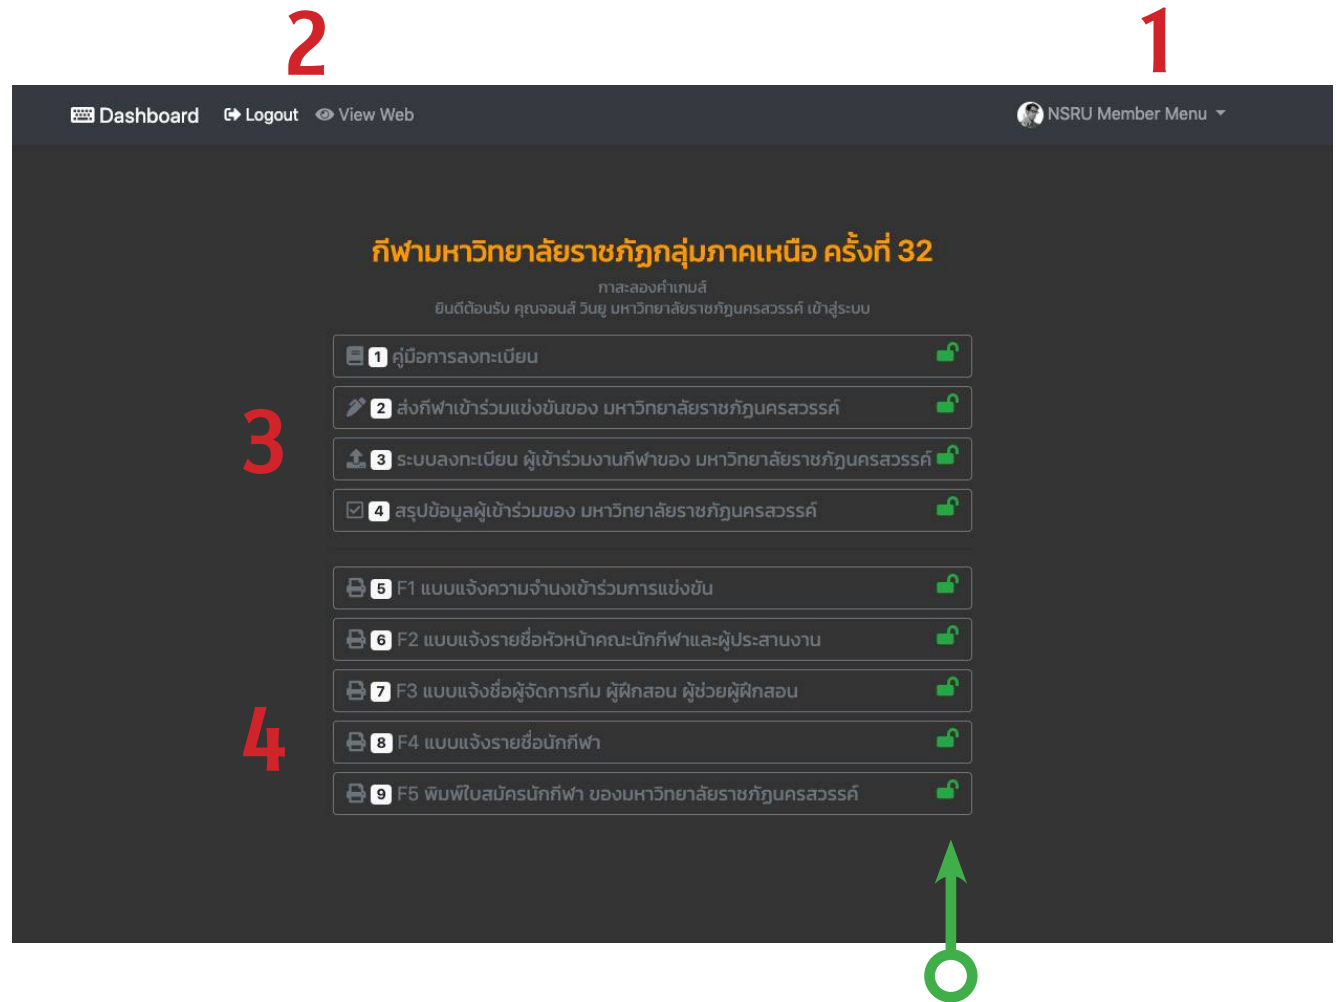 2
1
Dashboard Logout View Web NSRU Member Menu
กีฬามหาวิทยาลัยราชภัฏกลุ่มภาคเหนือ ครั้งที่ 32
กาสะลองคำเกมส์
ยินดีต้อนรับ คุณจอนส์ วินยู มหาวิทยาลัยราชภัฏนครสวรรค์ เข้าสู่ระบบ
1 คู่มือการลงทะเบียน
2 ส่งกีฬาเข้าร่วมแข่งขันของ มหาวิทยาลัยราชภัฏนครสวรรค์
3
3 ระบบลงทะเบียน ผู้เข้าร่วมงานกีฬาของ มหาวิทยาลัยราชภัฏนครสวรรค์
4 สรุปข้อมูลผู้เข้าร่วมของ มหาวิทยาลัยราชภัฏนครสวรรค์
5 F1 แบบแจ้งความจำนงเข้าร่วมการแข่งขัน
6 F2 แบบแจ้งรายชื่อหัวหน้าคณะนักกีฬาและผู้ประสานงาน
7 F3 แบบแจ้งชื่อผู้จัดการทีม ผู้ฝึกสอน ผู้ช่วยผู้ฝึกสอน
4
8 F4 แบบแจ้งรายชื่อนักกีฬา
9 F5 พิมพ์ใบสมัครนักกีฬา ของมหาวิทยาลัยราชภัฏนครสวรรค์